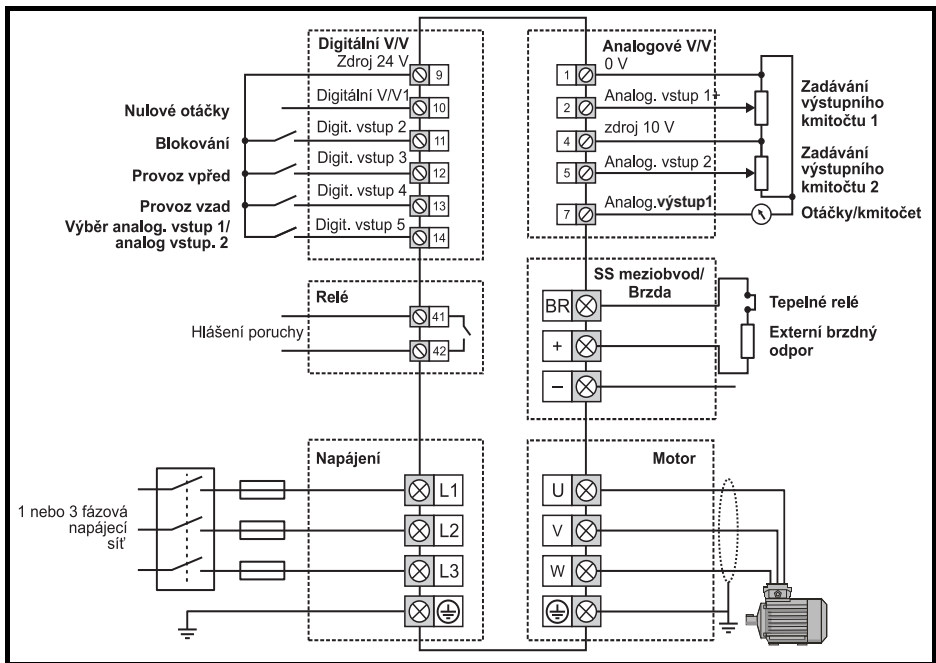 Digitální V/V
Zdroj 24 V
9
Digitální V/V1
10
Nulové otáčky
Digit. vstup 2
11
Blokování
Digit. vstup 3
12
Provoz vpřed
Digit. vstup 4
13
Provoz vzad
Digit. vstup 5
14
Výběr analog. vstup 1/
analog vstup. 2
Analogové V/V
0 V
1
Analog. vstup 1+
2
zdroj 10 V
4
Analog. vstup 2
5
Analog.výstup1
7
Zadávání
výstupního
kmitočtu 1
Zadávání
výstupního
kmitočtu 2
Otáčky/kmitočet
Relé
41
Hlášení poruchy
42
SS meziobvod/
Brzda
BR
+
−
Tepelné relé
Externí brzdný
odpor
Napájení
L1
L2
L3
1 nebo 3 fázová
napájecí
síť
Motor
U
V
W